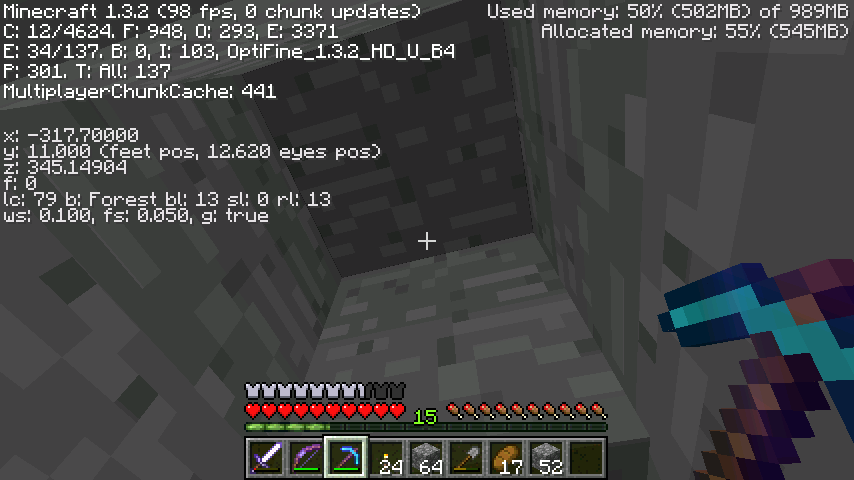 Minecraft 1.3.2 (98 fps, 0 chunk updates)
C: 12/4624. F: 948, O: 293, E: 3371
E: 34/137. B: 0, I: 103, OptiFine_1.3.2_HD_U_B4
P: 301. T: All: 137
MultiplayerChunkCache: 441
Used memory: 50% (502MB) of 989MB
Allocated memory: 55% (545MB)
x: -317.70000
y: 11.000 (feet pos, 12.620 eyes pos)
z: 345.14904
f: 0
lc: 79 b: Forest bl: 13 sl: 0 rl: 13
ws: 0.100, fs: 0.050, g: true
15
24 64 17 52